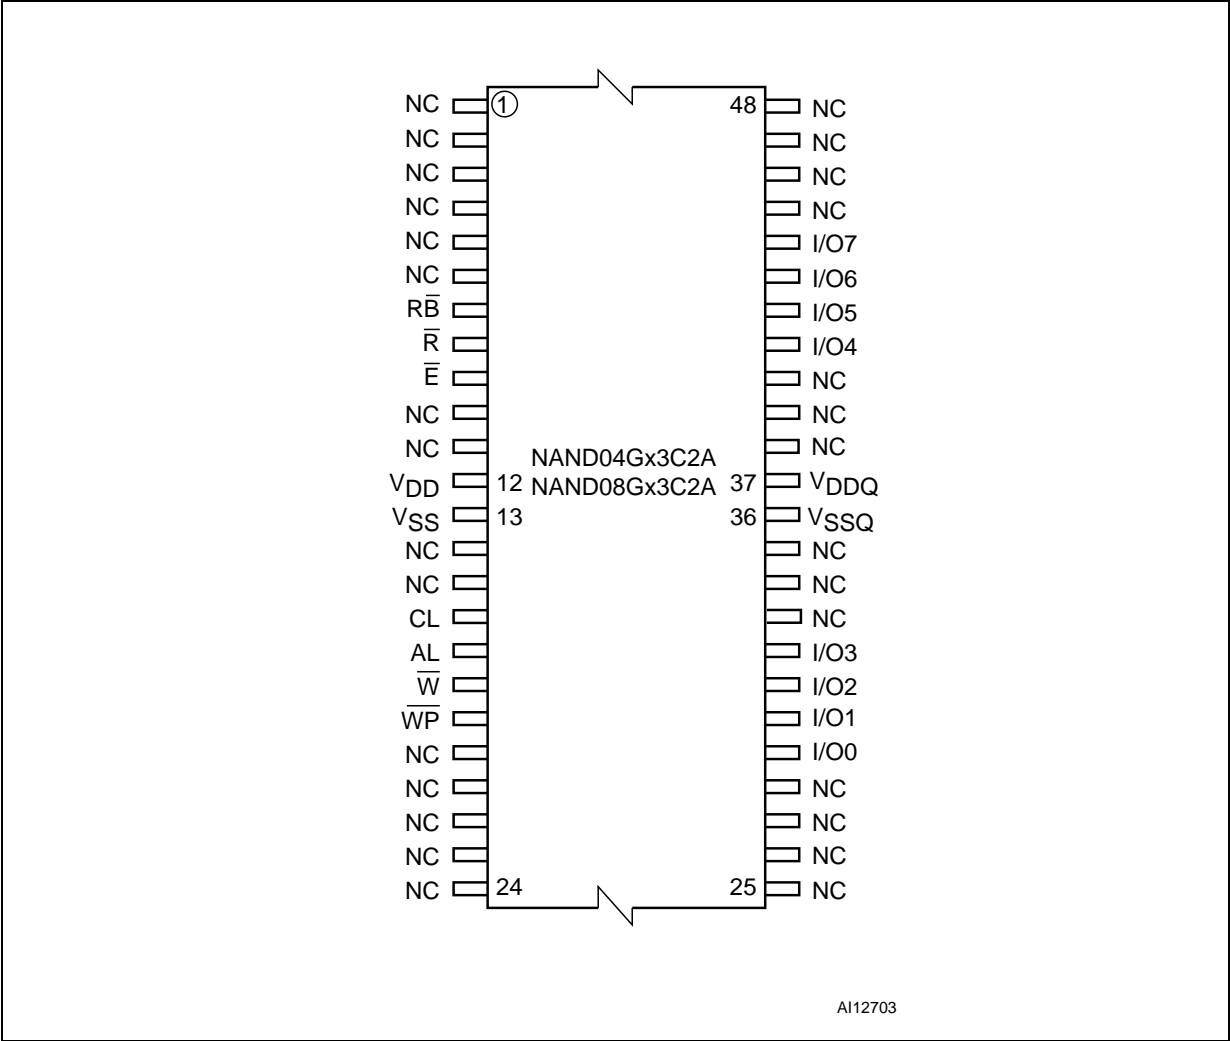 NC 1 48 NC
NC NC
NC NC
NC NC
NC I/O7
NC I/O6
RB̅ I/O5
R̅ I/O4
E̅ NC
NC NC
NC NC
NAND04Gx3C2A
VDD 12 NAND08Gx3C2A 37 VDDQ
VSS 13 36 VSSQ
NC NC
NC NC
CL NC
AL I/O3
W̅ I/O2
W̅P̅ I/O1
NC I/O0
NC NC
NC NC
NC NC
NC 24 25 NC
AI12703